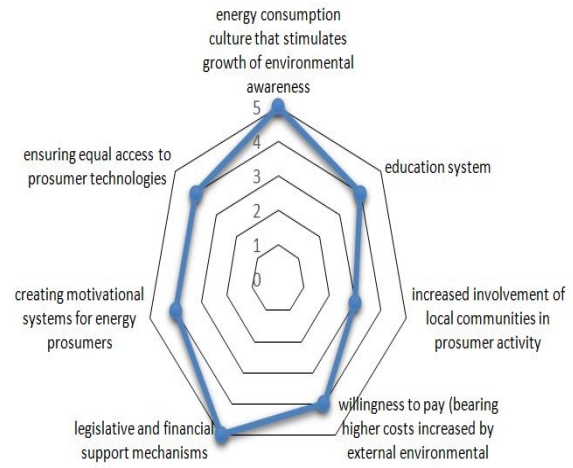 energy consumption
culture that stimulates
growth of environmental
awareness
5
4
3
2
1
0
ensuring equal access to
prosumer technologies
education system
creating motivational
systems for energy
prosumers
increased involvement of
local communities in
prosumer activity
legislative and financial
support mechanisms
willingness to pay (bearing
higher costs increased by
external environmental